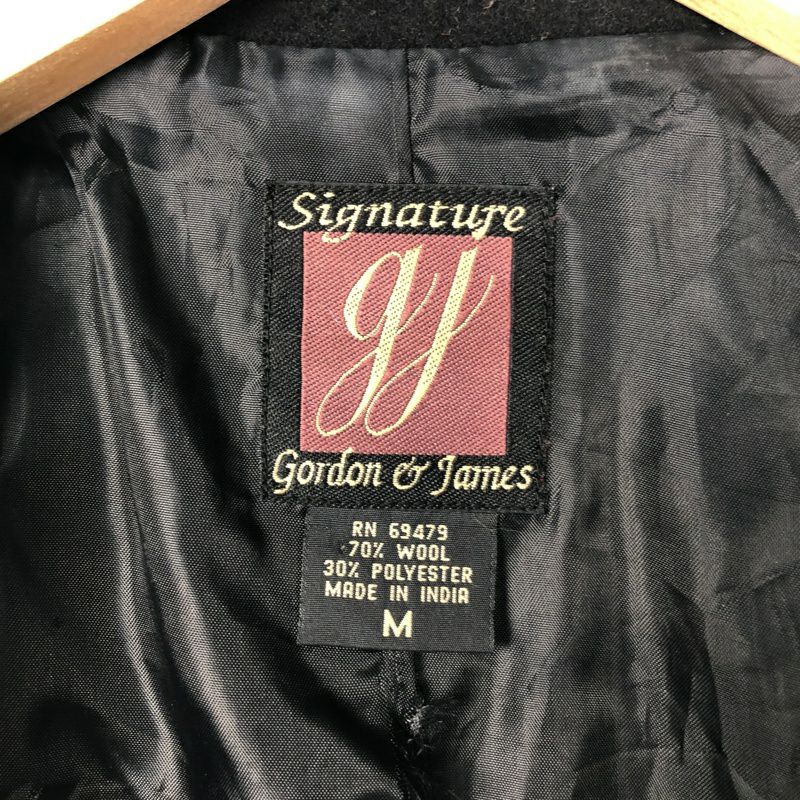 Signature
gj
Gordon & James
RN 69479
70% WOOL
30% POLYESTER
MADE IN INDIA
M